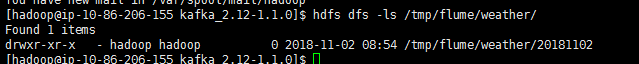 You have new mail in /var/spool/mail/hadoop
[hadoop@ip-10-86-206-155 kafka_2.12-1.1.0]$ hdfs dfs -ls /tmp/flume/weather/
Found 1 items
drwxr-xr-x - hadoop hadoop 0 2018-11-02 08:54 /tmp/flume/weather/20181102
[hadoop@ip-10-86-206-155 kafka_2.12-1.1.0]$